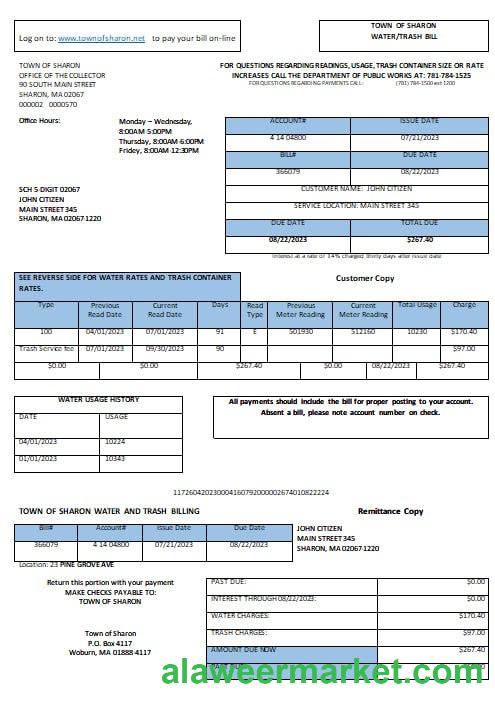 Log on to: www.townofsharon.net to pay your bill on-line
TOWN OF SHARON
WATER/TRASH BILL
TOWN OF SHARON
OFFICE OF THE COLLECTOR
90 SOUTH MAIN STREET
SHARON, MA 02067
000002 0000570
FOR QUESTIONS REGARDING READINGS, USAGE, TRASH CONTAINER SIZE OR RATE
INCREASES CALL THE DEPARTMENT OF PUBLIC WORKS AT: 781-784-1525
FOR QUESTIONS REGARDING PAYMENTS CALL: (781) 784-1500 ext 1200
Office Hours:
Monday – Wednesday,
8:00AM-5:00PM
Thursday, 8:00AM-6:00PM
Friday, 8:00AM-12:30PM
ACCOUNT# ISSUE DATE
4 14 04800 07/21/2023
BILL# DUE DATE
366079 08/22/2023
CUSTOMER NAME: JOHN CITIZEN
SERVICE LOCATION: MAIN STREET 345
DUE DATE TOTAL DUE
08/22/2023 $267.40
Interest at a rate of 14% charged thirty days after issue date
SCH 5-DIGIT 02067
JOHN CITIZEN
MAIN STREET 345
SHARON, MA 02067-1220
SEE REVERSE SIDE FOR WATER RATES AND TRASH CONTAINER
RATES.
Customer Copy
Type Previous Read Date Current Read Date Days Read Type Previous Meter Reading Current Meter Reading Total Usage Charge
100 04/01/2023 07/01/2023 91 E 501930 512160 10230 $170.40
Trash Service fee 07/01/2023 09/30/2023 90 $97.00
$0.00 $0.00 $267.40 $0.00 08/22/2023 $267.40
WATER USAGE HISTORY
DATE USAGE
04/01/2023 10224
01/01/2023 10343
All payments should include the bill for proper posting to your account.
Absent a bill, please note account number on check.
117260420230004160792000002674010822224
TOWN OF SHARON WATER AND TRASH BILLING
Remittance Copy
Bill# Account# Issue Date Due Date
366079 4 14 04800 07/21/2023 08/22/2023
JOHN CITIZEN
MAIN STREET 345
SHARON, MA 02067-1220
Location: 23 PINE GROVE AVE
Return this portion with your payment
MAKE CHECKS PAYABLE TO:
TOWN OF SHARON
Town of Sharon
P.O. Box 4117
Woburn, MA 01888-4117
PAST DUE: $0.00
INTEREST THROUGH 08/22/2023: $0.00
WATER CHARGES: $170.40
TRASH CHARGES: $97.00
AMOUNT DUE NOW $267.40
alaweermarket.com